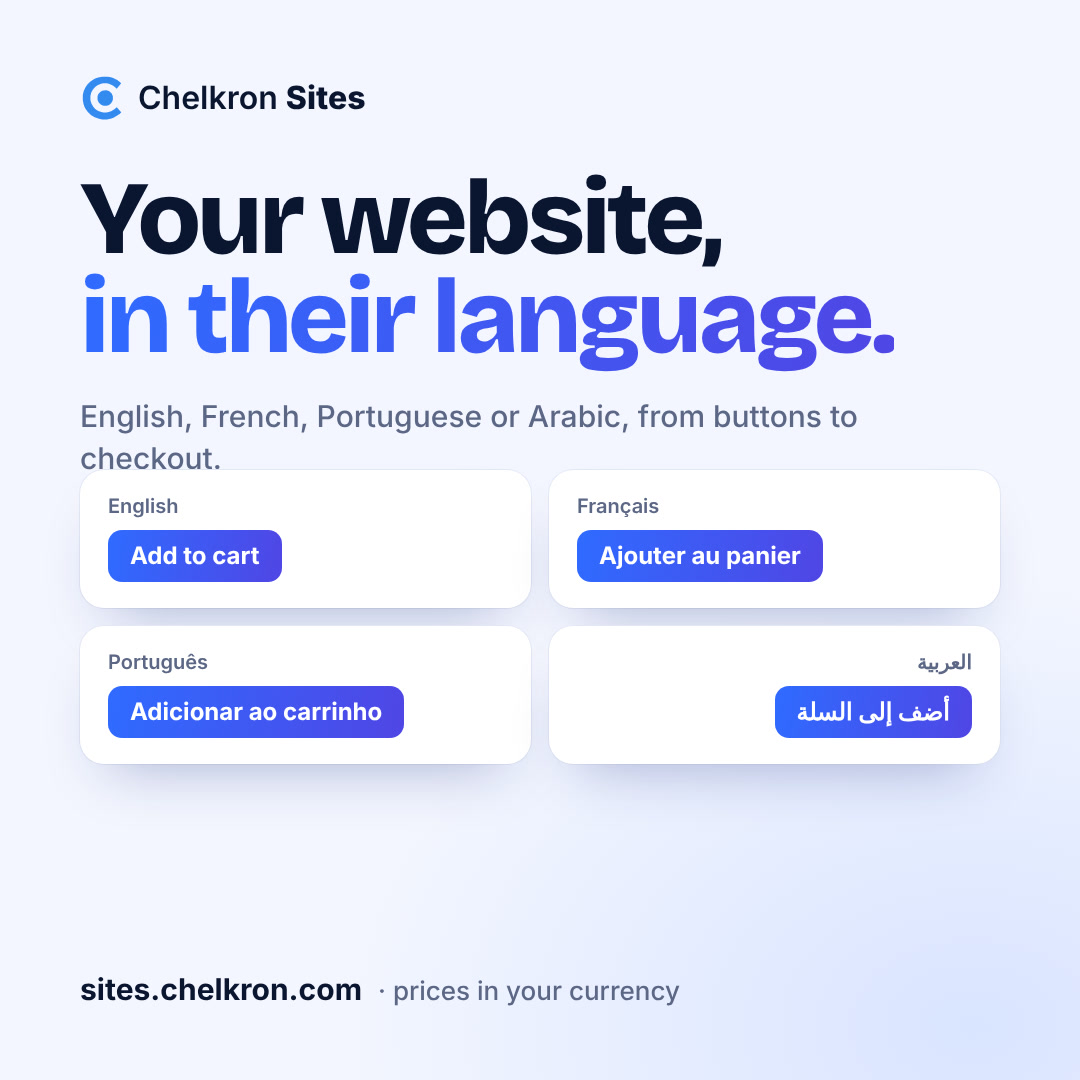 Chelkron Sites
Your website,
in their language.
English, French, Portuguese or Arabic, from buttons to
checkout.
English
Add to cart
Français
Ajouter au panier
Português
Adicionar ao carrinho
العربية
أضف إلى السلة
sites.chelkron.com · prices in your currency